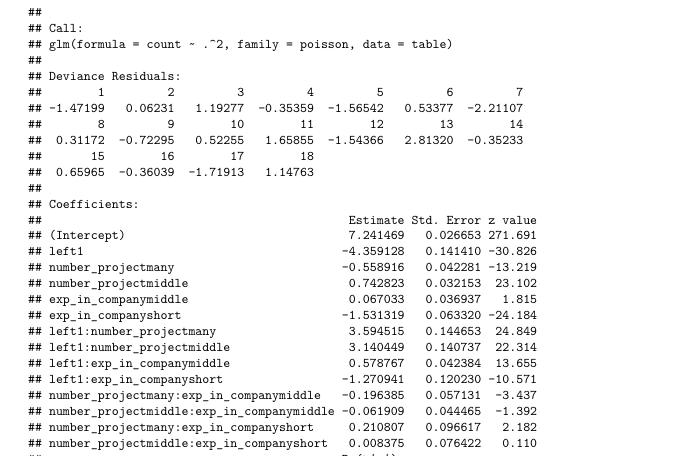 ##
## Call:
## glm(formula = count ~ .^2, family = poisson, data = table)
##
## Deviance Residuals:
##        1        2        3        4        5        6        7
## -1.47199  0.06231  1.19277 -0.35359 -1.56542  0.53377 -2.21107
##        8        9       10       11       12       13       14
##  0.31172 -0.72295  0.52255  1.65855 -1.54366  2.81320 -0.35233
##       15       16       17       18
##  0.65965 -0.36039 -1.71913  1.14763
##
## Coefficients:
##                                         Estimate Std. Error z value
## (Intercept)                             7.241469   0.026653 271.691
## left1                                  -4.359128   0.141410 -30.826
## number_projectmany                     -0.558916   0.042281 -13.219
## number_projectmiddle                    0.742823   0.032153  23.102
## exp_in_companymiddle                    0.067033   0.036937   1.815
## exp_in_companyshort                    -1.531319   0.063320 -24.184
## left1:number_projectmany                3.594515   0.144653  24.849
## left1:number_projectmiddle              3.140449   0.140737  22.314
## left1:exp_in_companymiddle              0.578767   0.042384  13.655
## left1:exp_in_companyshort              -1.270941   0.120230 -10.571
## number_projectmany:exp_in_companymiddle -0.196385   0.057131  -3.437
## number_projectmiddle:exp_in_companymiddle -0.061909   0.044465  -1.392
## number_projectmany:exp_in_companyshort  0.210807   0.096617   2.182
## number_projectmiddle:exp_in_companyshort  0.008375   0.076422   0.110